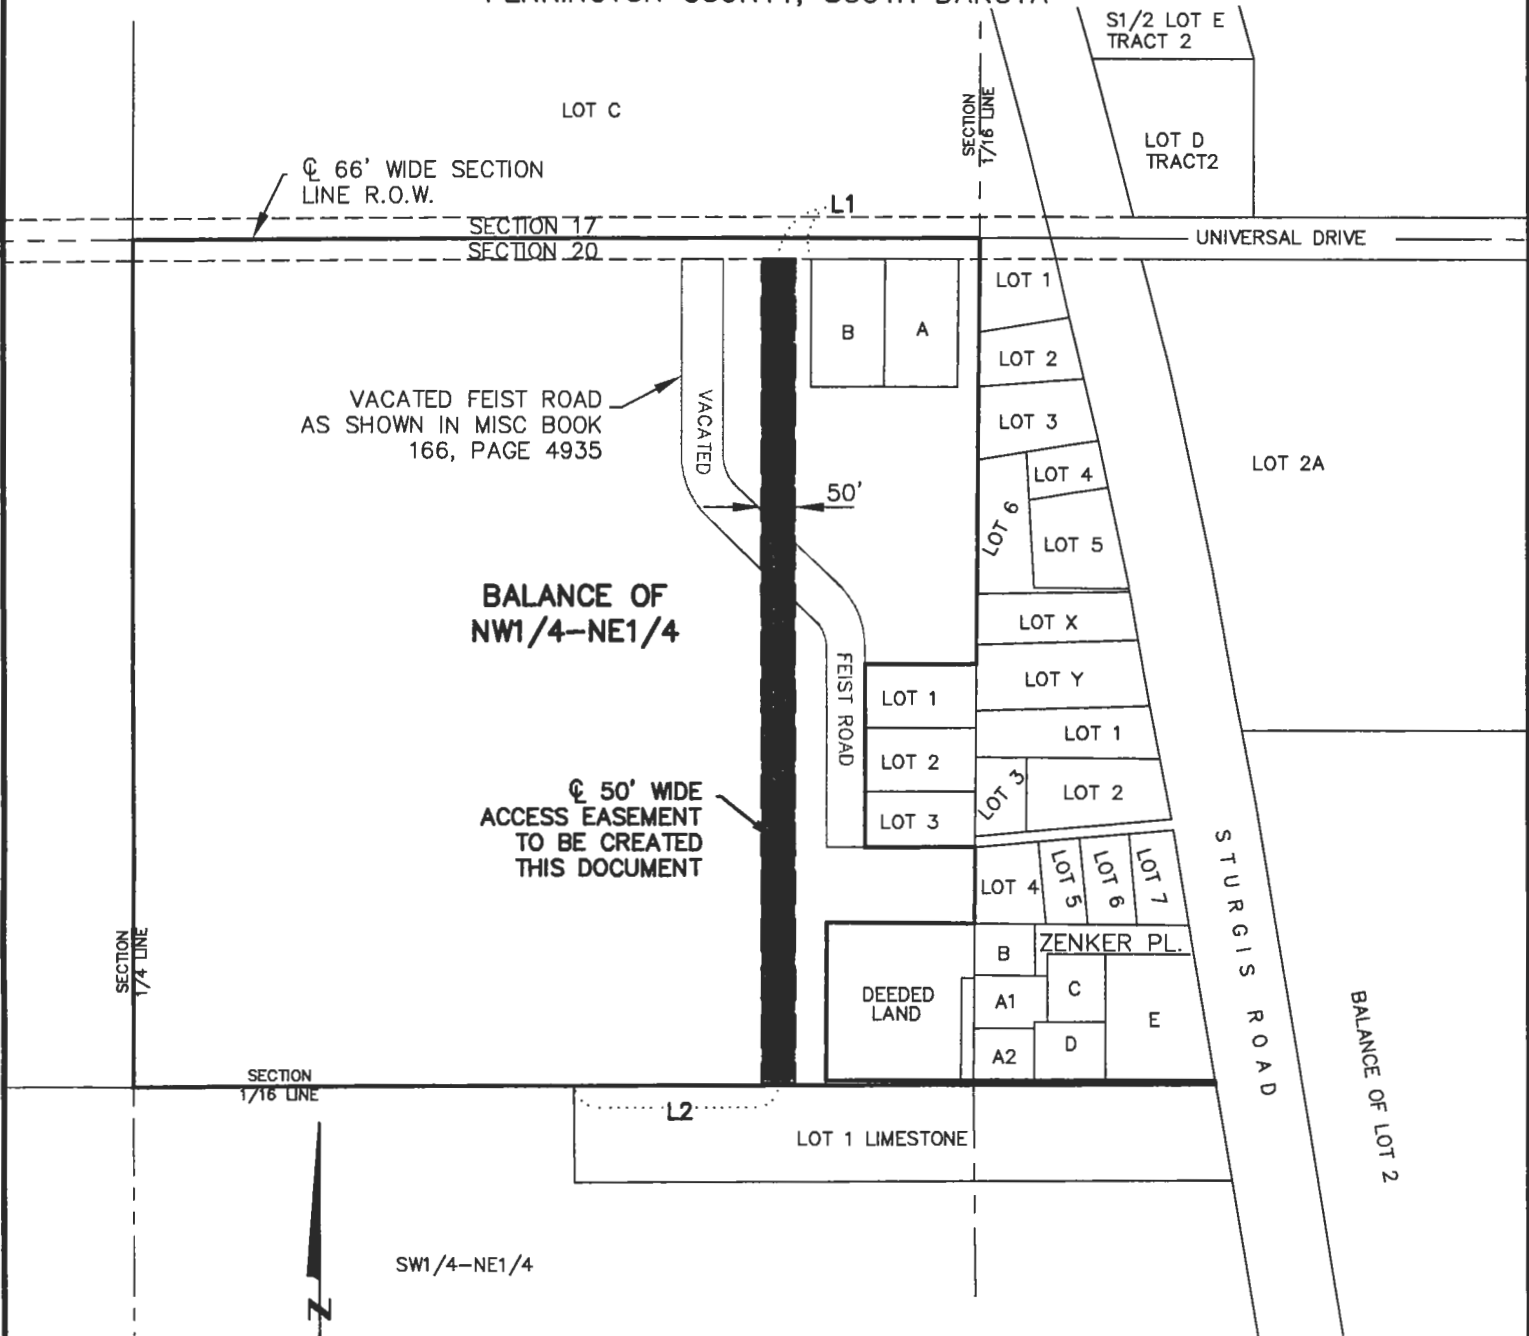 PENNINGTON COUNTY, SOUTH DAKOTA
S1/2 LOT E
TRACT 2
LOT C
SECTION
1/16 LINE
LOT D
TRACT2
℄ 66' WIDE SECTION
LINE R.O.W.
L1
SECTION 17
SECTION 20
UNIVERSAL DRIVE
LOT 1
B
A
LOT 2
VACATED FEIST ROAD
AS SHOWN IN MISC BOOK
166, PAGE 4935
VACATED
LOT 3
LOT 2A
LOT 4
50'
LOT 6
LOT 5
BALANCE OF
NW1/4-NE1/4
LOT X
FEIST ROAD
LOT Y
LOT 1
LOT 1
LOT 2
LOT 3
LOT 2
LOT 3
℄ 50' WIDE
ACCESS EASEMENT
TO BE CREATED
THIS DOCUMENT
STURGIS ROAD
LOT 4
LOT 5
LOT 6
LOT 7
SECTION
1/4 LINE
B
ZENKER PL.
DEEDED
LAND
A1
C
E
A2
D
BALANCE OF LOT 2
SECTION
1/16 LINE
L2
LOT 1 LIMESTONE
SW1/4-NE1/4
N